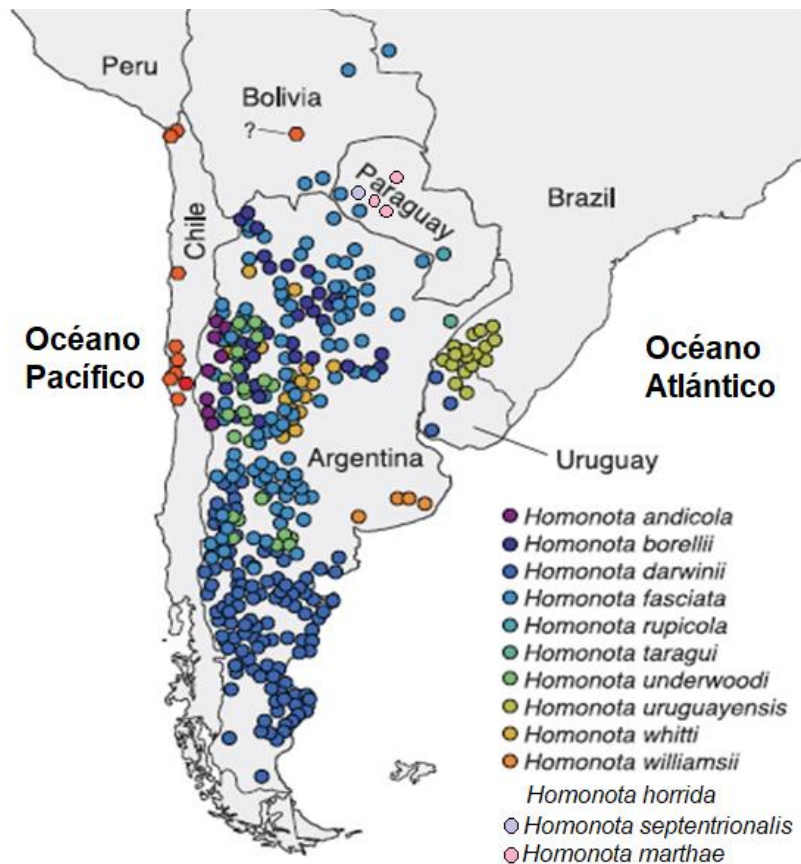 Peru
Bolivia
?
Paraguay
Brazil
Chile
Océano
Pacífico
Océano
Atlántico
Argentina
Uruguay
Homonota andicola
Homonota borellii
Homonota darwinii
Homonota fasciata
Homonota rupicola
Homonota taragui
Homonota underwoodi
Homonota uruguayensis
Homonota whitti
Homonota williamsii
Homonota horrida
Homonota septentrionalis
Homonota marthae